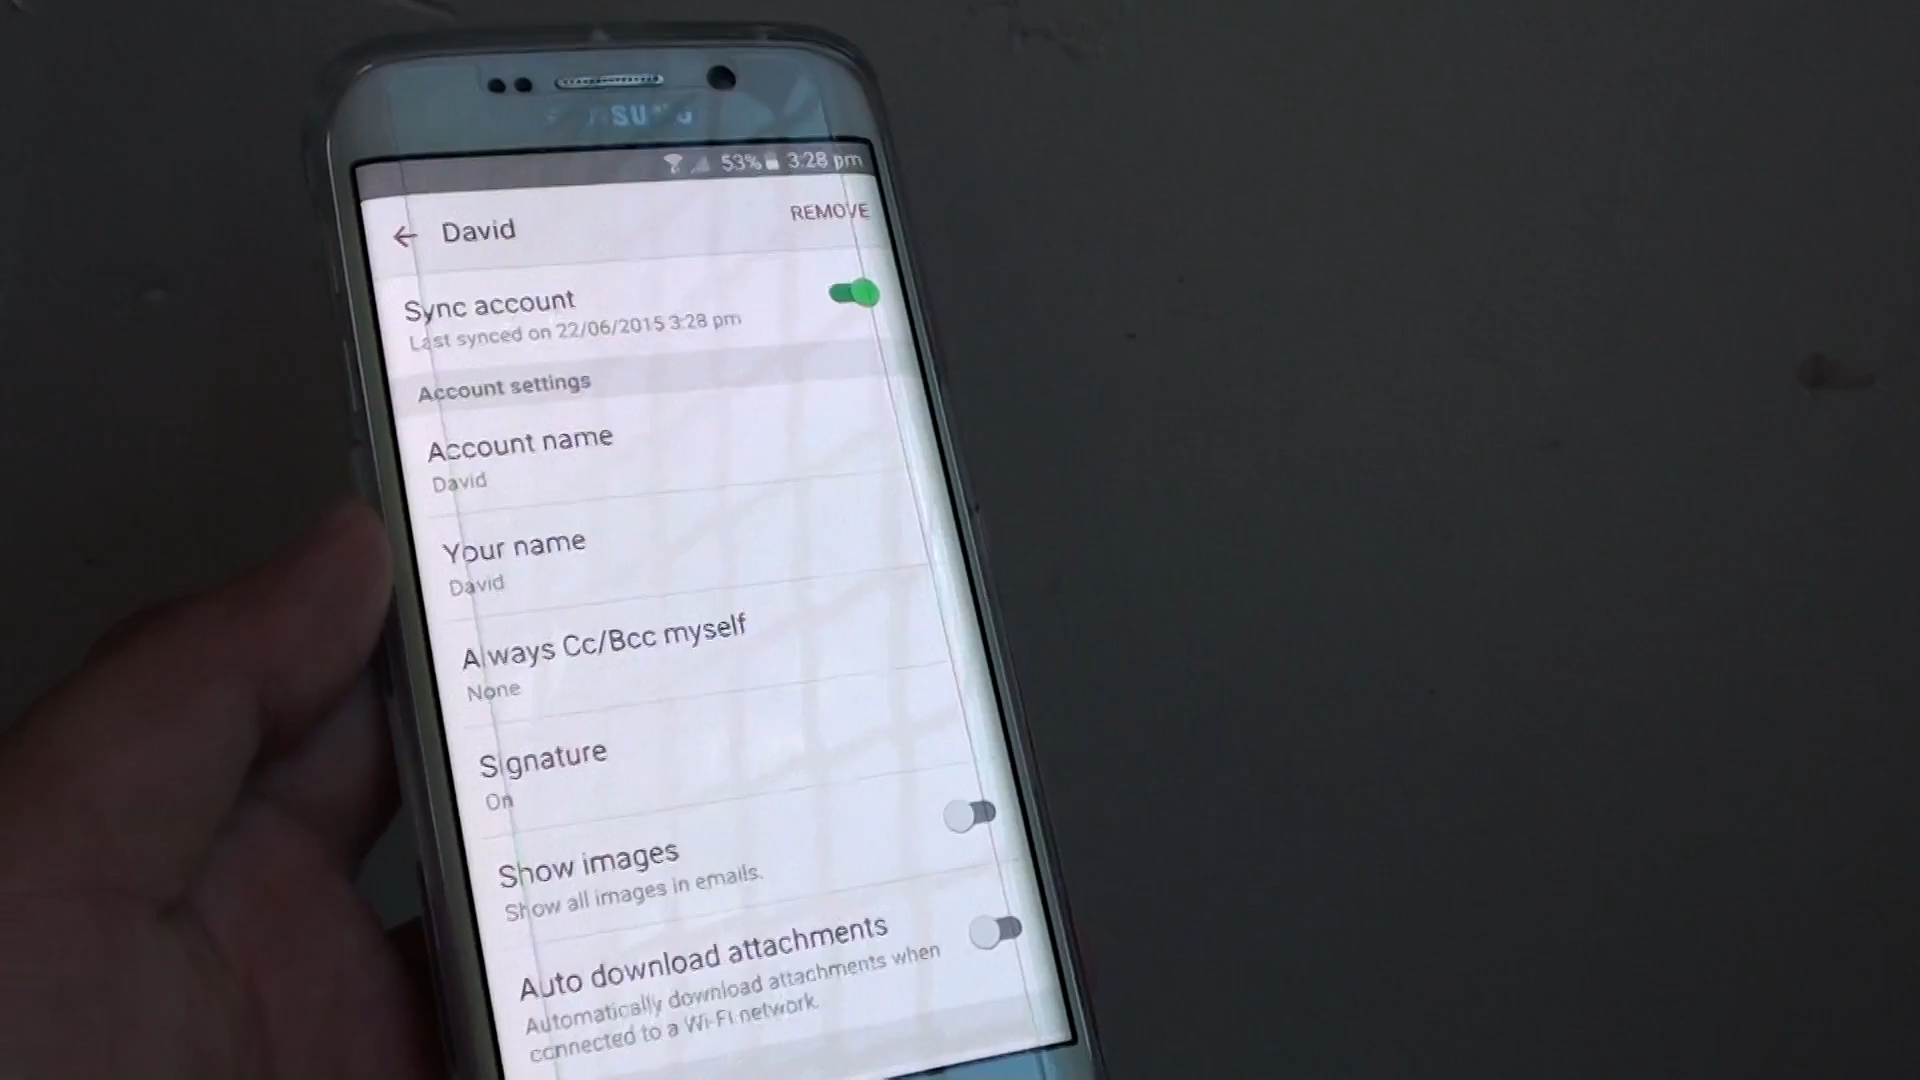 53% 3:28 pm
David
REMOVE
Sync account
Last synced on 22/06/2015 3:28 pm
Account settings
Account name
David
Your name
David
Always Cc/Bcc myself
None
Signature
On
Show images
Show all images in emails.
Auto download attachments
Automatically download attachments when
connected to a Wi-Fi network.